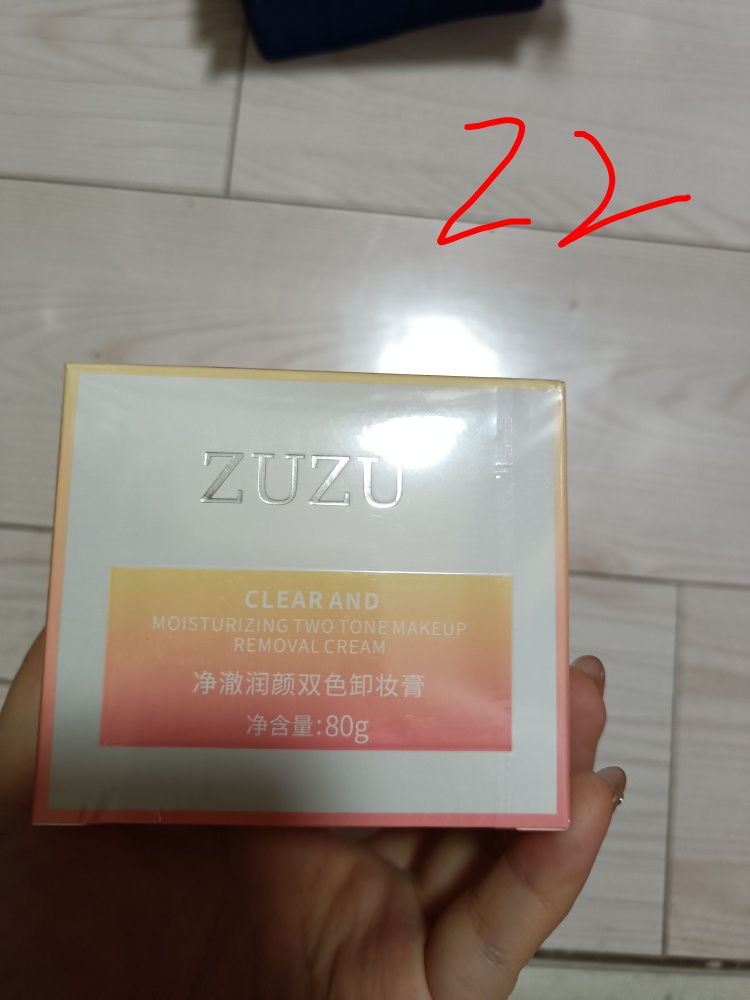 22
ZUZU
CLEAR AND
MOISTURIZING TWO TONE MAKEUP
REMOVAL CREAM
净澈润颜双色卸妆膏
净含量:80g